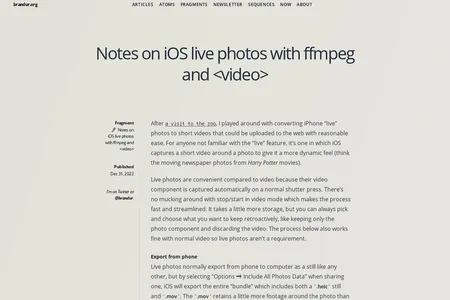 brandur.org
ARTICLES ATOMS FRAGMENTS NEWSLETTER SEQUENCES NOW ABOUT
Notes on iOS live photos with ffmpeg
and <video>
Fragment
Notes on
iOS live photos
with ffmpeg and
<video>
Published
Dec 31, 2022
I'm on Twitter at
@brandur.
After a visit to the zoo, I played around with converting iPhone "live"
photos to short videos that could be uploaded to the web with reasonable
ease. For anyone not familiar with the "live" feature, it's one in which iOS
captures a short video around a photo to give it a more dynamic feel (think
the moving newspaper photos from Harry Potter movies).
Live photos are convenient compared to video because their video
component is captured automatically on a normal shutter press. There's
no mucking around with stop/start in video mode which makes the process
fast and streamlined. It takes a little more storage, but you can always pick
and choose what you want to keep retroactively, like keeping only the
photo component and discarding the video. The process below also works
fine with normal video so live photos aren't a requirement.
Export from phone
Live photos normally export from phone to computer as a still like any
other, but by selecting "Options → Include All Photos Data" when sharing
one, iOS will export the entire "bundle" which includes both a `.heic` still
and `.mov`. The `.mov` retains a little more footage around the photo than